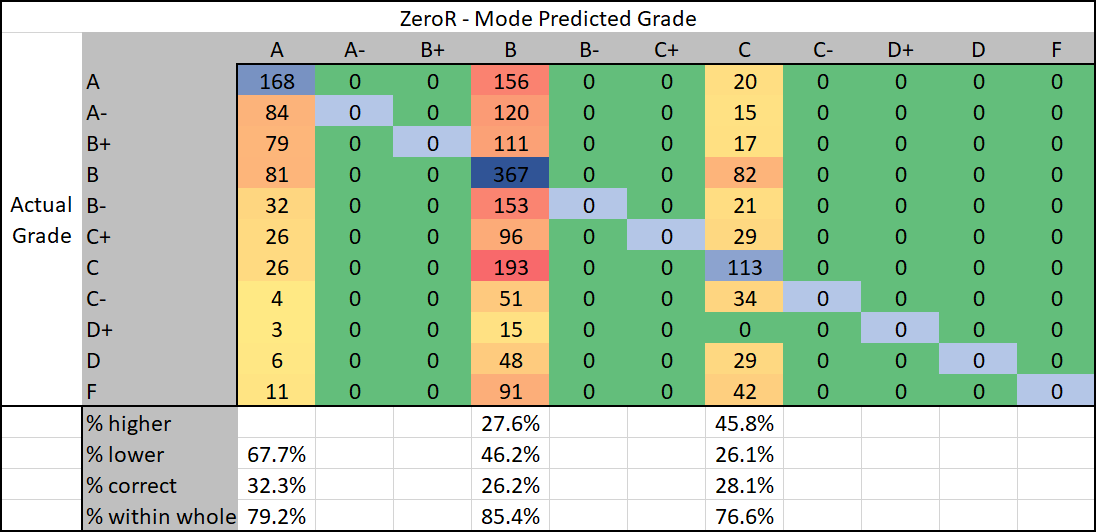 ZeroR - Mode Predicted Grade
A A- B+ B B- C+ C C- D+ D F
A 168 0 0 156 0 0 20 0 0 0 0
A- 84 0 0 120 0 0 15 0 0 0 0
B+ 79 0 0 111 0 0 17 0 0 0 0
B 81 0 0 367 0 0 82 0 0 0 0
Actual Grade
B- 32 0 0 153 0 0 21 0 0 0 0
C+ 26 0 0 96 0 0 29 0 0 0 0
C 26 0 0 193 0 0 113 0 0 0 0
C- 4 0 0 51 0 0 34 0 0 0 0
D+ 3 0 0 15 0 0 0 0 0 0 0
D 6 0 0 48 0 0 29 0 0 0 0
F 11 0 0 91 0 0 42 0 0 0 0
% higher 27.6% 45.8%
% lower 67.7% 46.2% 26.1%
% correct 32.3% 26.2% 28.1%
% within whole 79.2% 85.4% 76.6%